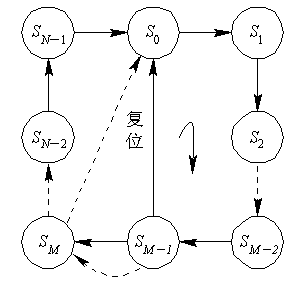 S_{N-1} S_0 S_1
复位
S_{N-2} S_2
S_M S_{M-1} S_{M-2}